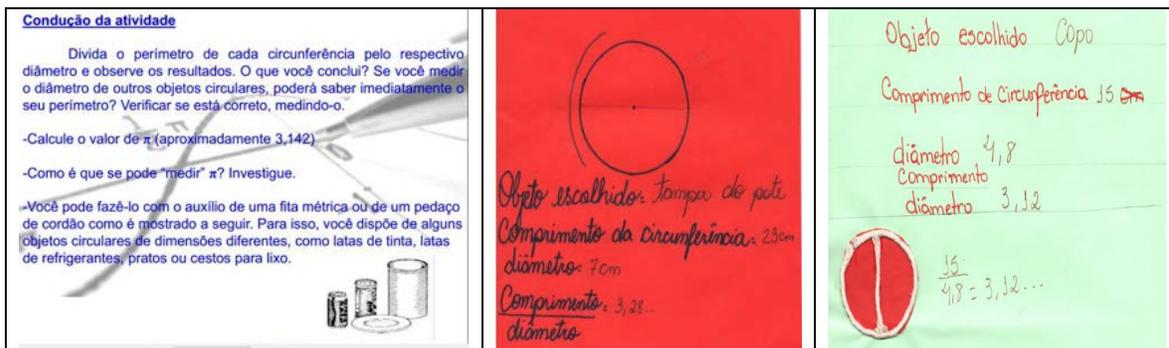 Condução da atividade
Divida o perímetro de cada circunferência pelo respectivo
diâmetro e observe os resultados. O que você conclui? Se você medir
o diâmetro de outros objetos circulares, poderá saber imediatamente o
seu perímetro? Verificar se está correto, medindo-o.
-Calcule o valor de π (aproximadamente 3,142)
-Como é que se pode “medir” π? Investigue.
-Você pode fazê-lo com o auxílio de uma fita métrica ou de um pedaço
de cordão como é mostrado a seguir. Para isso, você dispõe de alguns
objetos circulares de dimensões diferentes, como latas de tinta, latas
de refrigerantes, pratos ou cestos para lixo.
Objeto escolhido: Tampa do pote
Comprimento da circunferência: 23cm
diâmetro: 7cm
Comprimento: 3,28..
diâmetro
Objeto escolhido Copo
Comprimento de Circunferência 15 cm
diâmetro 4,8
Comprimento
diâmetro 3,12
15
4,8 = 3,12...